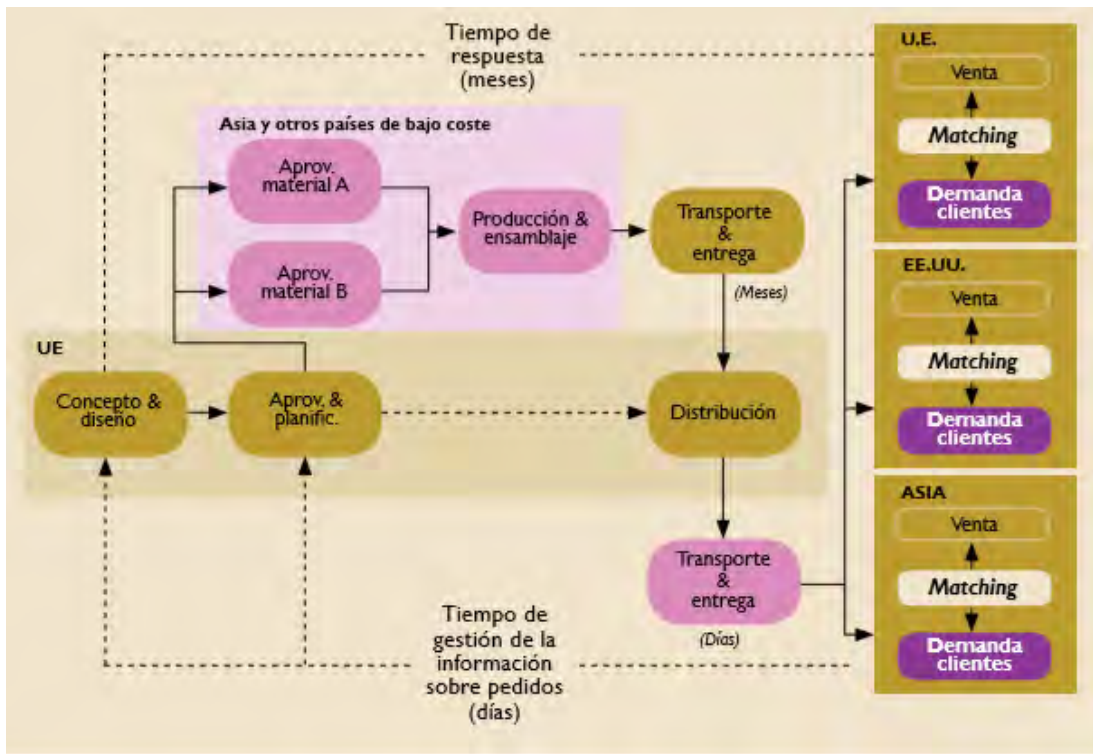 Tiempo de
respuesta
(meses)
Asia y otros países de bajo coste
Aprov.
material A
Aprov.
material B
Producción &
ensamblaje
Transporte
&
entrega
(Meses)
UE
Concepto &
diseño
Aprov. &
planific.
Distribución
Transporte
&
entrega
(Días)
Tiempo de
gestión de la
información
sobre pedidos
(días)
U.E.
Venta
Matching
Demanda
clientes
EE.UU.
Venta
Matching
Demanda
clientes
ASIA
Venta
Matching
Demanda
clientes